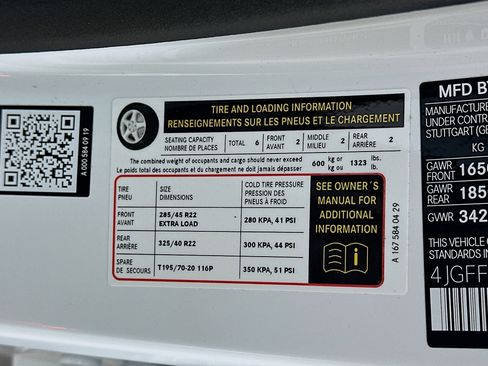 A 000 584 09 19
TIRE AND LOADING INFORMATION
RENSEIGNEMENTS SUR LES PNEUS ET LE CHARGEMENT
SEATING CAPACITY
NOMBRE DE PLACES
TOTAL 6
FRONT
AVANT
2
MIDDLE
MILIEU
2
REAR
ARRIÈRE
2
The combined weight of occupants and cargo should never exceed
Le poids total des occupants et du chargement ne doit jamais dépasser
600 kg or
kg ou
1323 lbs.
lb.
TIRE
PNEU
SIZE
DIMENSIONS
COLD TIRE PRESSURE
PRESSION DES
PNEUS À FROID
FRONT
AVANT
285/45 R22
EXTRA LOAD
280 KPA, 41 PSI
REAR
ARRIÈRE
325/40 R22
300 KPA, 44 PSI
SPARE
DE SECOURS
T195/70-20 116P
350 KPA, 51 PSI
SEE OWNER´S
MANUAL FOR
ADDITIONAL
INFORMATION
A 167 584 04 29
MFD B
MANUFACTURE
UNDER CONTR
STUTTGART (GE
KG
GAWR
FRONT
165
GAWR
REAR
185
GVWR 342
THIS VEHICLE C
STANDARDS
4JGFF